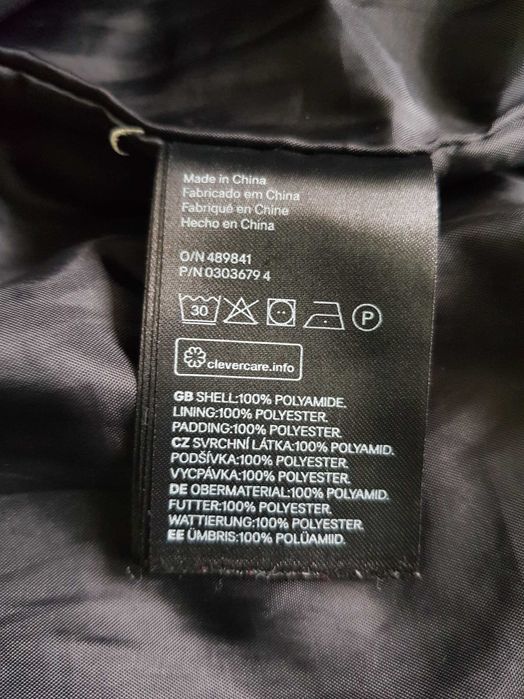 Made in China
Fabricado em China
Fabriqué en Chine
Hecho en China
O/N 489841
P/N 0303679 4
30 P
clevercare.info
GB SHELL:100% POLYAMIDE.
LINING:100% POLYESTER.
PADDING:100% POLYESTER.
CZ SVRCHNÍ LÁTKA:100% POLYAMID.
PODŠÍVKA:100% POLYESTER.
VYCPÁVKA:100% POLYESTER.
DE OBERMATERIAL:100% POLYAMID.
FUTTER:100% POLYESTER.
WATTIERUNG:100% POLYESTER.
EE ÜMBRIS:100% POLÜAMIID.